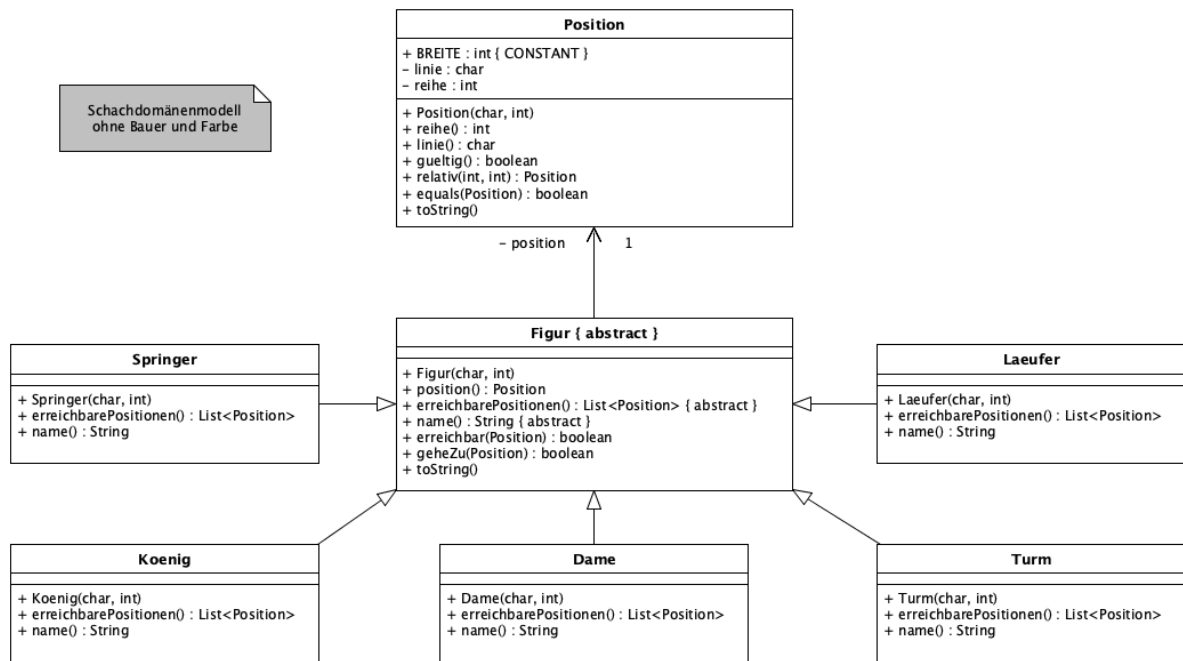 Position
+ BREITE : int { CONSTANT }
– linie : char
– reihe : int
+ Position(char, int)
+ reihe() : int
+ linie() : char
+ gueltig() : boolean
+ relativ(int, int) : Position
+ equals(Position) : boolean
+ toString()
Schachdomänenmodell
ohne Bauer und Farbe
– position 1
Figur { abstract }
+ Figur(char, int)
+ position() : Position
+ erreichbarePositionen() : List<Position> { abstract }
+ name() : String { abstract }
+ erreichbar(Position) : boolean
+ geheZu(Position) : boolean
+ toString()
Springer
+ Springer(char, int)
+ erreichbarePositionen() : List<Position>
+ name() : String
Laeufer
+ Laeufer(char, int)
+ erreichbarePositionen() : List<Position>
+ name() : String
Koenig
+ Koenig(char, int)
+ erreichbarePositionen() : List<Position>
+ name() : String
Dame
+ Dame(char, int)
+ erreichbarePositionen() : List<Position>
+ name() : String
Turm
+ Turm(char, int)
+ erreichbarePositionen() : List<Position>
+ name() : String